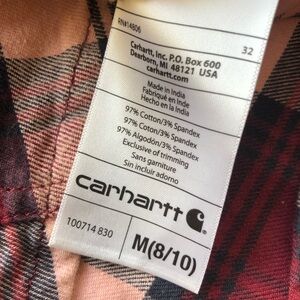 RN#14806
32
Carhartt, Inc. P.O. Box 600
Dearborn, MI 48121 USA
carhartt.com
Made in India
Fabriqué en Inde
Hecho en la India
97% Cotton/3% Spandex
97% Coton/3% Spandex
97% Algodón/3% Spandex
Exclusive of trimming
Sans garniture
Sin incluir adorno
carhartt
100714 830
M(8/10)